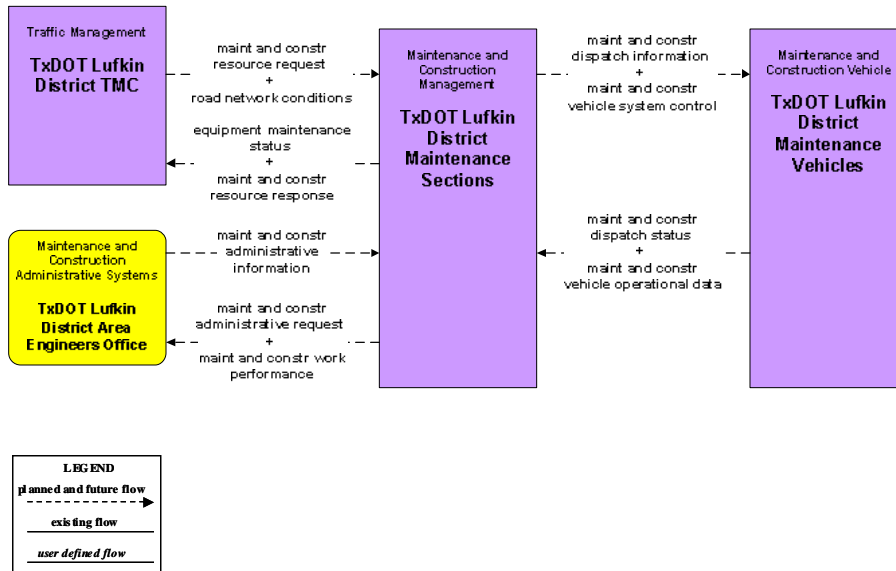 Traffic Management
TxDOT Lufkin
District TMC
maint and constr
resource request
+
road network conditions
equipment maintenance
status
+
maint and constr
resource response
Maintenance and
Construction
Administrative Systems
TxDOT Lufkin
District Area
Engineers Office
maint and constr
administrative
information
maint and constr
administrative request
+
maint and constr work
performance
Maintenance and
Construction
Management
TxDOT Lufkin
District
Maintenance
Sections
maint and constr
dispatch information
+
maint and constr
vehicle system control
maint and constr
dispatch status
+
maint and constr
vehicle operational data
Maintenance and
Construction Vehicle
TxDOT Lufkin
District
Maintenance
Vehicles
LEGEND
planned and future flow
existing flow
user defined flow